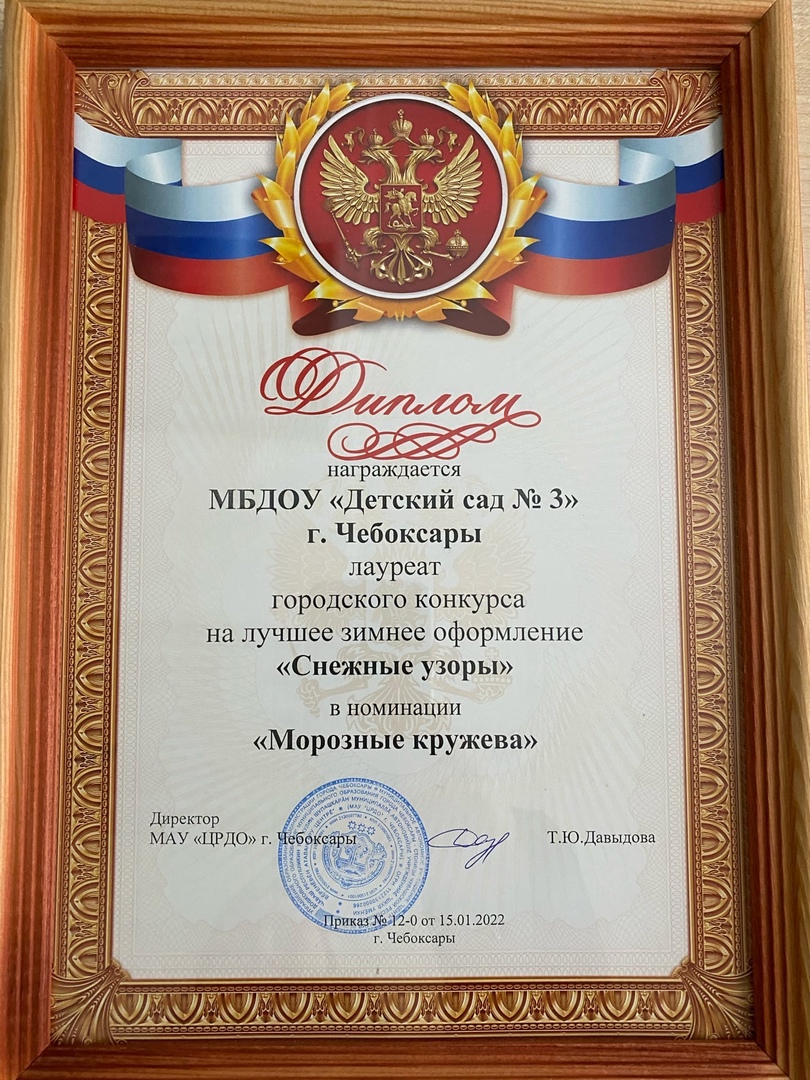 Диплом
награждается
МБДОУ «Детский сад № 3»
г. Чебоксары
лауреат
городского конкурса
на лучшее зимнее оформление
«Снежные узоры»
в номинации
«Морозные кружева»
Директор
МАУ «ЦРДО» г. Чебоксары
Т.Ю.Давыдова
Приказ № 12-0 от 15.01.2022
г. Чебоксары